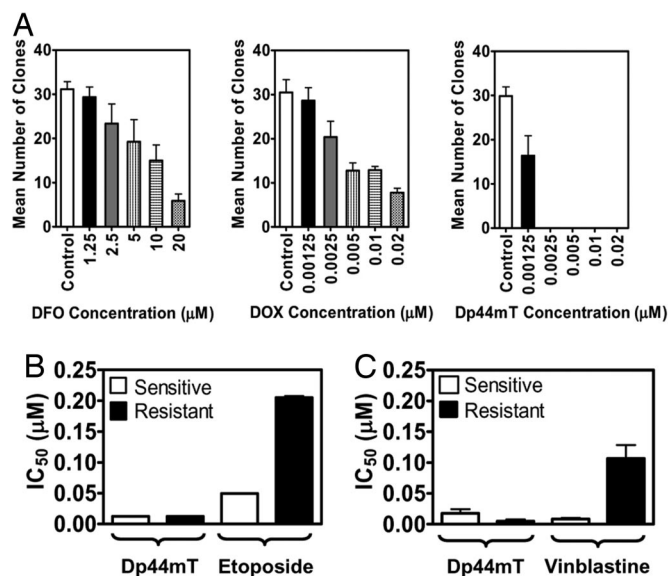 A
Mean Number of Clones
40
30
20
10
0
Control
1.25
2.5
5
10
20
DFO Concentration (μM)
Mean Number of Clones
40
30
20
10
0
Control
0.00125
0.0025
0.005
0.01
0.02
DOX Concentration (μM)
Mean Number of Clones
40
30
20
10
0
Control
0.00125
0.0025
0.005
0.01
0.02
Dp44mT Concentration (μM)
B
IC50 (μM)
0.25
0.20
0.15
0.10
0.05
0.00
Sensitive
Resistant
Dp44mT Etoposide
C
IC50 (μM)
0.25
0.20
0.15
0.10
0.05
0.00
Sensitive
Resistant
Dp44mT Vinblastine